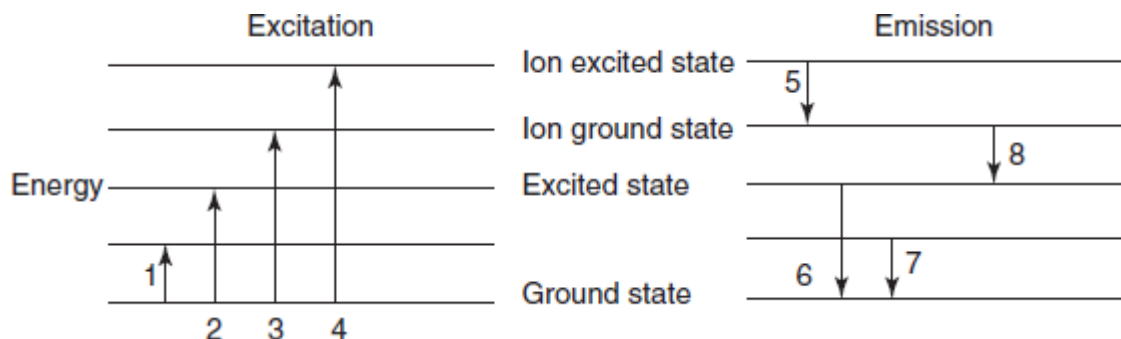 Excitation
Emission
Ion excited state
5
Ion ground state
8
Energy
Excited state
1
6
7
Ground state
2 3 4